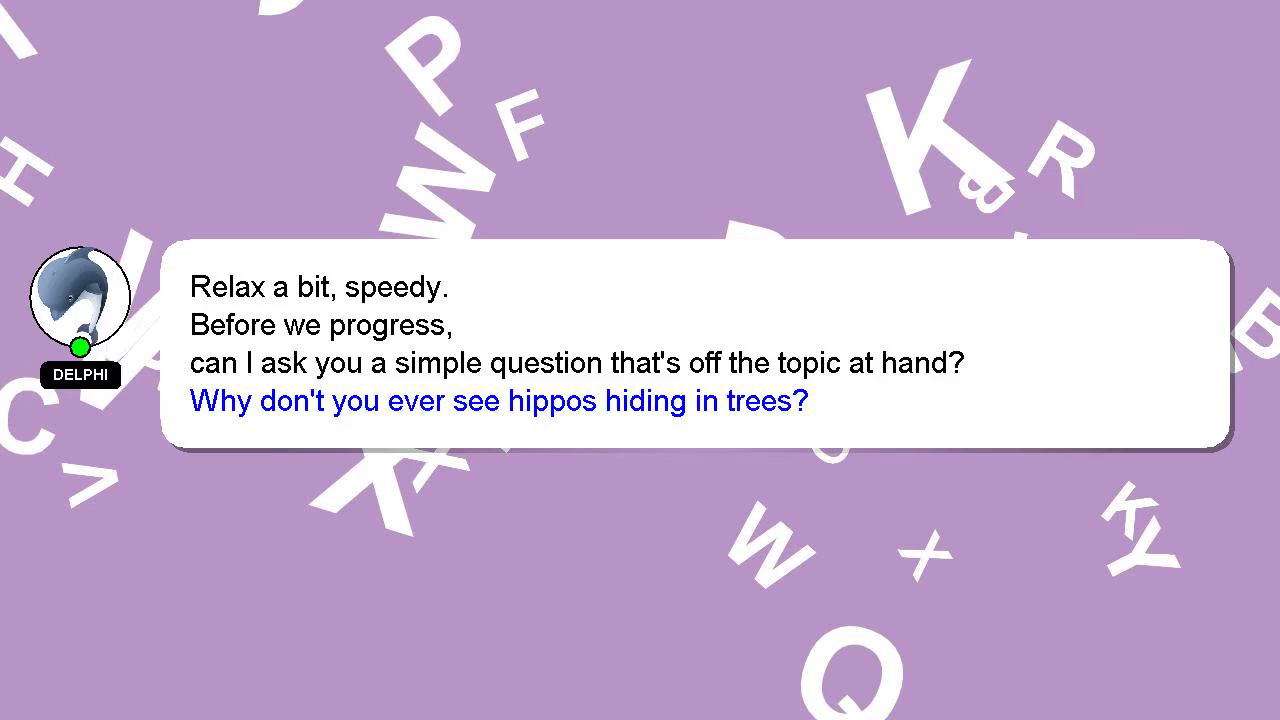 DELPHI
Relax a bit, speedy.
Before we progress,
can I ask you a simple question that's off the topic at hand?
Why don't you ever see hippos hiding in trees?